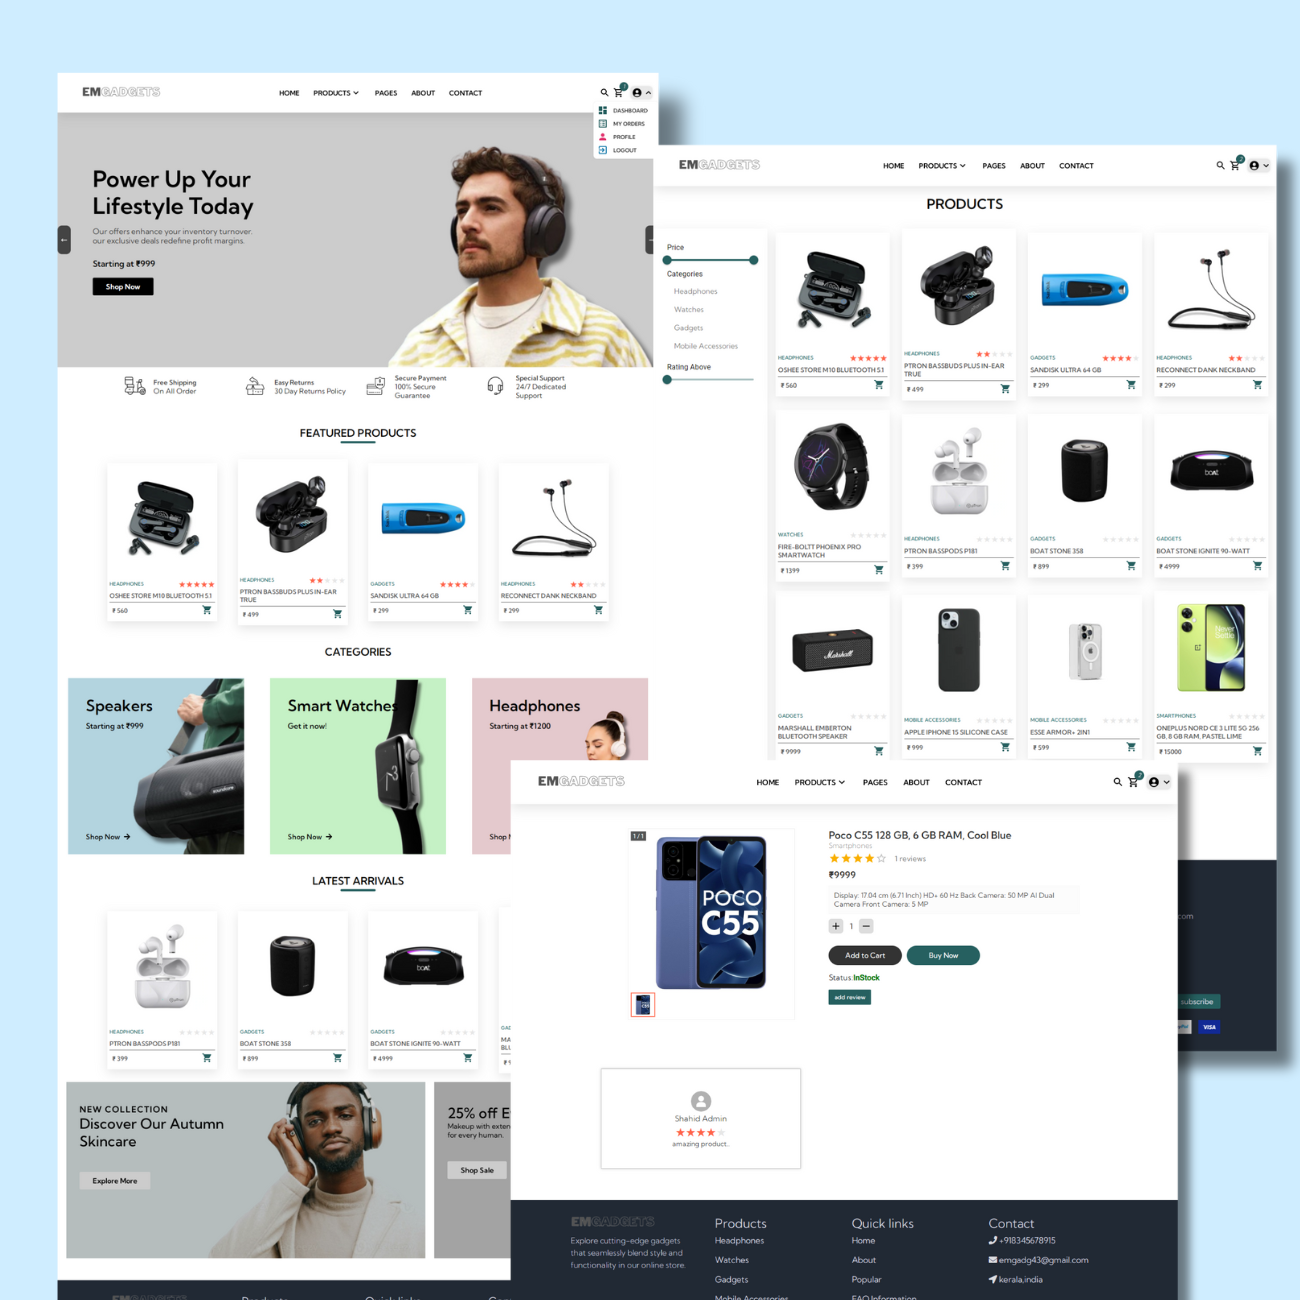 EMGADGETS
HOME PRODUCTS PAGES ABOUT CONTACT
DASHBOARD
MY ORDERS
PROFILE
LOGOUT
Power Up Your
Lifestyle Today
Our offers enhance your inventory turnover,
our exclusive deals redefine profit margins.
Starting at ₹999
Shop Now
Free Shipping
On All Order
Easy Returns
30 Day Returns Policy
Secure Payment
100% Secure
Guarantee
Special Support
24/7 Dedicated
Support
FEATURED PRODUCTS
HEADPHONES
OSHEE STORE M10 BLUETOOTH 5.1
₹ 560
HEADPHONES
PTRON BASSBUDS PLUS IN-EAR
TRUE
₹ 499
GADGETS
SANDISK ULTRA 64 GB
₹ 299
HEADPHONES
RECONNECT DANK NECKBAND
₹ 299
CATEGORIES
Speakers
Starting at ₹999
Shop Now →
Smart Watches
Get it now!
Shop Now →
Headphones
Starting at ₹1200
Shop
LATEST ARRIVALS
HEADPHONES
PTRON BASSPODS P181
₹ 399
GADGETS
BOAT STONE 358
₹ 899
boAt
GADGETS
BOAT STONE IGNITE 90-WATT
₹ 4999
GA
MA
BL
NEW COLLECTION
Discover Our Autumn
Skincare
Explore More
25% off E
Makeup with exten
for every human.
Shop Sale
EMGADGETS
HOME PRODUCTS PAGES ABOUT CONTACT
PRODUCTS
Price
Categories
Headphones
Watches
Gadgets
Mobile Accessories
Rating Above
HEADPHONES
OSHEE STORE M10 BLUETOOTH 5.1
₹ 560
HEADPHONES
PTRON BASSBUDS PLUS IN-EAR
TRUE
₹ 499
GADGETS
SANDISK ULTRA 64 GB
₹ 299
HEADPHONES
RECONNECT DANK NECKBAND
₹ 299
WATCHES
FIRE-BOLTT PHOENIX PRO
SMARTWATCH
₹ 1399
HEADPHONES
PTRON BASSPODS P181
₹ 399
GADGETS
BOAT STONE 358
₹ 899
boAt
GADGETS
BOAT STONE IGNITE 90-WATT
₹ 4999
Marshall
GADGETS
MARSHALL EMBERTON
BLUETOOTH SPEAKER
₹ 9999
MOBILE ACCESSORIES
APPLE IPHONE 15 SILICONE CASE
₹ 999
MOBILE ACCESSORIES
ESSE ARMOR+ 2IN1
₹ 599
Never
Settle
SMARTPHONES
ONEPLUS NORD CE 3 LITE 5G 256
GB, 8 GB RAM, PASTEL LIME
₹ 15000
.com
subscribe
VISA
EMGADGETS
HOME PRODUCTS PAGES ABOUT CONTACT
1 / 1
POCO
C55
Poco C55 128 GB, 6 GB RAM, Cool Blue
Smartphones
1 reviews
₹9999
Display: 17.04 cm (6.71 Inch) HD+ 60 Hz Back Camera: 50 MP AI Dual
Camera Front Camera: 5 MP
+ 1 −
Add to Cart Buy Now
Status:InStock
add review
Shahid Admin
amazing product..
EMGADGETS
Explore cutting-edge gadgets
that seamlessly blend style and
functionality in our online store.
Products
Headphones
Watches
Gadgets
Mobile Accessories
Quick links
Home
About
Popular
FAQ Information
Contact
+918345678915
emgadg43@gmail.com
kerala,india
EMGADGETS
Products
Quick links
Con